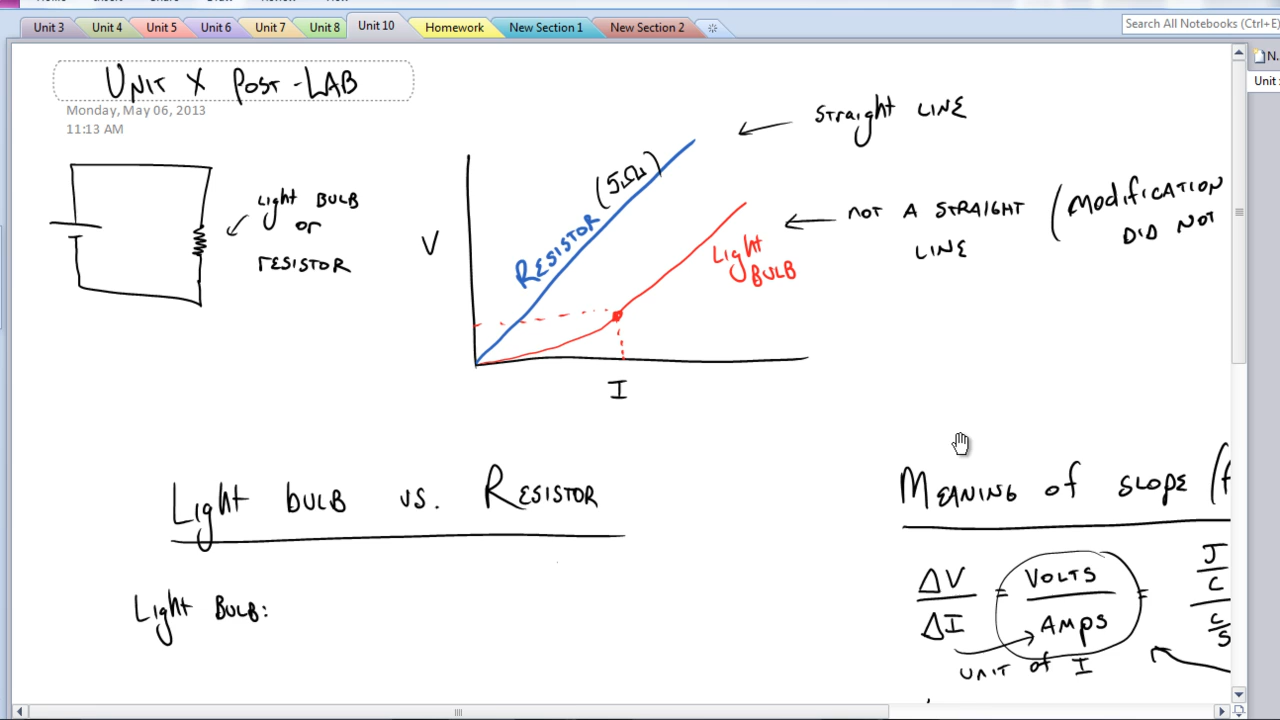 Unit 3 Unit 4 Unit 5 Unit 6 Unit 7 Unit 8 Unit 10 Homework New Section 1 New Section 2
Search All Notebooks (Ctrl+E)
N.
Unit
UNIT X POST-LAB
Monday, May 06, 2013
11:13 AM
Light BULB
or
rESISTOR
V
I
RESISTOR (5Ω)
Light
BULB
Straight LINE
NOT A STRAIGHT
LINE
(MODIFICATION
DID NOT
Light bulb vs. RESISTOR
Light BULB:
MEANING of SLOPE (f
ΔV
ΔI
= VOLTS
AMPS
=
J
C
C
S
UNIT of I